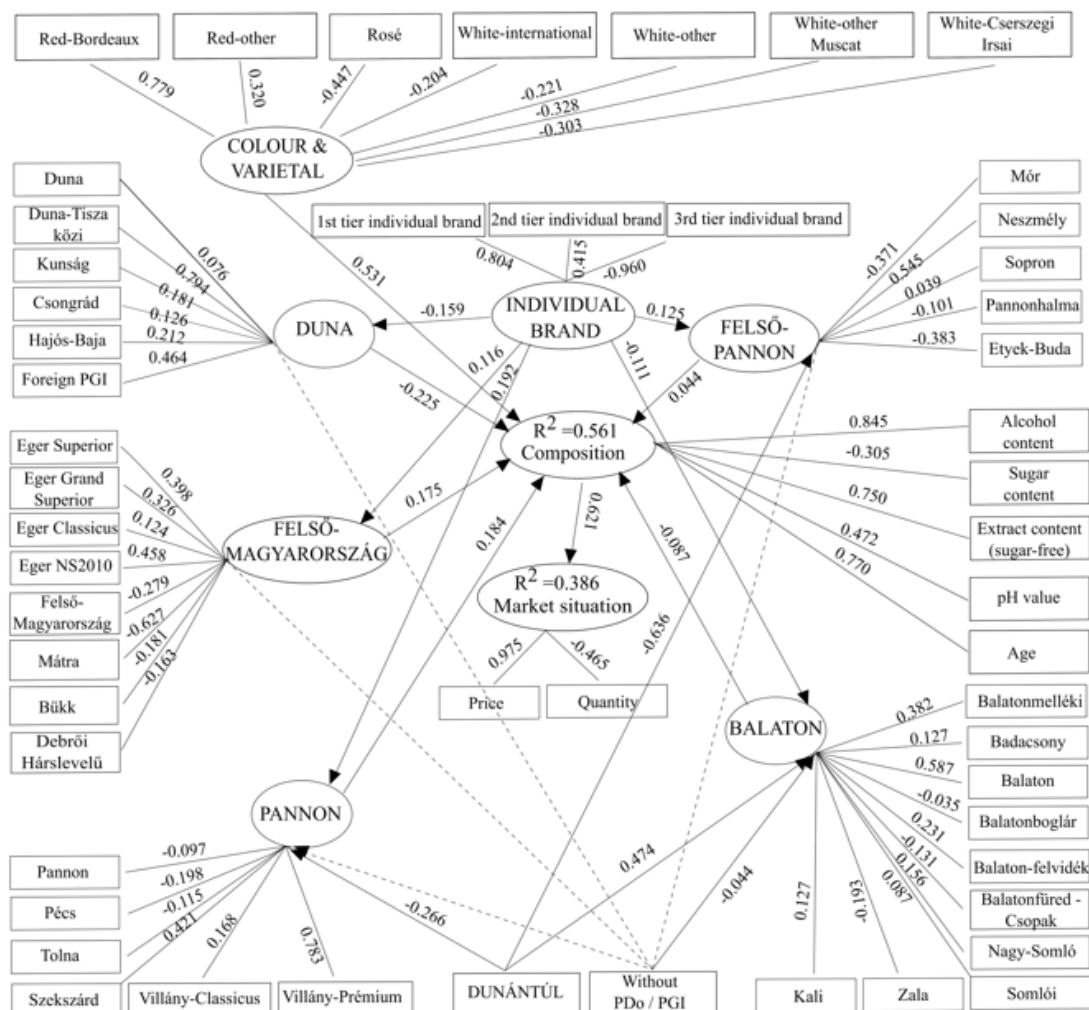 Red-Bordeaux
Red-other
Rosé
White-international
White-other
White-other
Muscat
White-Cserszegi
Irsai
0.779
0.320
-0.447
-0.204
-0.221
-0.328
-0.303
COLOUR &
VARIETAL
Duna
Duna-Tisza
közi
Kunság
Csongrád
Hajós-Baja
Foreign PGI
0.076
0.794
0.181
0.126
0.212
0.464
DUNA
1st tier individual brand
2nd tier individual brand
3rd tier individual brand
0.804
0.415
-0.960
INDIVIDUAL
BRAND
0.531
-0.159
0.125
0.116
0.192
-0.111
-0.225
0.044
FELSŐ-
PANNON
Mór
Neszmély
Sopron
Pannonhalma
Etyek-Buda
-0.371
0.545
0.039
-0.101
-0.383
R2 =0.561
Composition
0.845
-0.305
0.750
0.472
0.770
Alcohol
content
Sugar
content
Extract content
(sugar-free)
pH value
Age
Eger Superior
Eger Grand
Superior
Eger Classicus
Eger NS2010
Felső-
Magyarország
Mátra
Bükk
Debrői
Hárslevelű
0.398
0.326
0.124
0.458
-0.279
-0.627
-0.181
-0.163
FELSŐ-
MAGYARORSZÁG
0.175
0.184
0.621
-0.087
-0.636
R2 =0.386
Market situation
0.975
-0.465
Price
Quantity
BALATON
Balatonmelléki
Badacsony
Balaton
Balatonboglár
Balaton-felvidék
Balatonfüred -
Csopak
Nagy-Somló
Somlói
0.382
0.127
0.587
-0.035
0.231
-0.131
0.156
0.087
0.127
-0.193
Kali
Zala
PANNON
Pannon
Pécs
Tolna
Szekszárd
Villány-Classicus
Villány-Prémium
-0.097
-0.198
-0.115
0.421
0.168
0.783
-0.266
0.474
-0.044
DUNÁNTÚL
Without
PDo / PGI